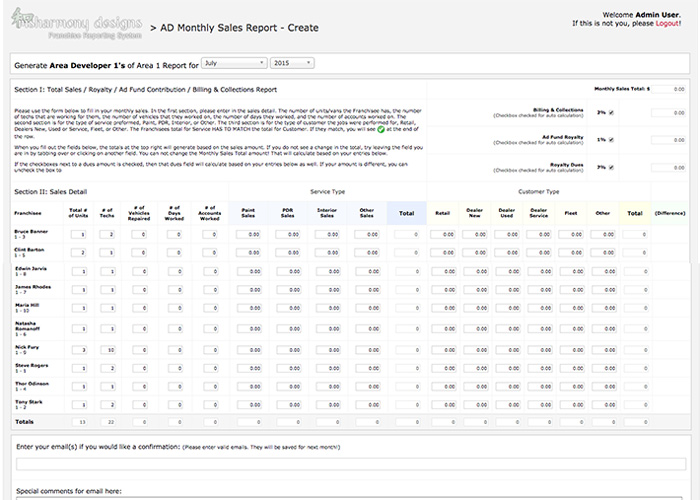 isharmony designs
Franchise Reporting System
> AD Monthly Sales Report - Create
Welcome Admin User.
If this is not you, please Logout!
Generate Area Developer 1's of Area 1 Report for July 2015
Section I: Total Sales / Royalty / Ad Fund Contribution / Billing & Collections Report
Monthly Sales Total: $ 0.00
Please use the form below to fill in your monthly sales. In the first section, please enter in the sales detail. The number of units/vans the Franchisee has, the number
of techs that are working for them, the number of vehicles that they worked on, the number of days they worked, and the number of accounts worked on. The
second section is for the type of service preformed, Paint, PDR, Interior, or Other. The third section is for the type of customer the jobs were performed for, Retail,
Dealers New, Used or Service, Fleet, or Other. The Franchisees total for Service HAS TO MATCH the total for Customer. If they match, you will see at the end of
the row.
When you fill out the fields below, the totals at the top right will generate based on the sales amount. If you do not see a change in the total, try leaving the field you
are in by tabbing over or clicking on another field. You can not change the Monthly Sales Total amount! That will calculate based on your entries below.
If the checkboxes next to a dues amount is checked, then that dues field will calculate based on your entries below as well. If your amount is different, you can
uncheck the box to
Billing & Collections
(Checkbox checked for auto calculation)
0.00
Ad Fund Royalty
(Checkbox checked for auto calculation)
1%
0.00
Royalty Dues
(Checkbox checked for auto calculation)
7%
0.00
Section II: Sales Detail
Service Type
Customer Type
Franchisee
Total # of Units
# of Techs
# of Vehicles Repaired
# of Days Worked
# of Accounts Worked
Paint Sales
PDR Sales
Interior Sales
Other Sales
Total
Retail
Dealer New
Dealer Used
Dealer Service
Fleet
Other
Total
(Difference)
Bruce Banner
1 - 3
1 2 0 0 0 0.00 0.00 0.00 0.00 0 0.00 0.00 0.00 0.00 0.00 0.00 0
Clint Barton
1 - 5
2 1 0 0 0 0.00 0.00 0.00 0.00 0 0.00 0.00 0.00 0.00 0.00 0.00 0
Edwin Jarvis
1 - 8
1 1 0 0 0 0.00 0.00 0.00 0.00 0 0.00 0.00 0.00 0.00 0.00 0.00 0
James Rhodes
1 - 7
1 1 0 0 0 0.00 0.00 0.00 0.00 0 0.00 0.00 0.00 0.00 0.00 0.00 0
Maria Hill
1 - 10
1 1 0 0 0 0.00 0.00 0.00 0.00 0 0.00 0.00 0.00 0.00 0.00 0.00 0
Natasha
Romanoff
1 - 6
1 1 0 0 0 0.00 0.00 0.00 0.00 0 0.00 0.00 0.00 0.00 0.00 0.00 0
Nick Fury
1 - 9
3 10 0 0 0 0.00 0.00 0.00 0.00 0 0.00 0.00 0.00 0.00 0.00 0.00 0
Steve Rogers
1 - 1
1 2 0 0 0 0.00 0.00 0.00 0.00 0 0.00 0.00 0.00 0.00 0.00 0.00 0
Thor Odinson
1 - 4
1 1 0 0 0 0.00 0.00 0.00 0.00 0 0.00 0.00 0.00 0.00 0.00 0.00 0
Tony Stark
1 - 2
1 2 0 0 0 0.00 0.00 0.00 0.00 0 0.00 0.00 0.00 0.00 0.00 0.00 0
Totals 13 22 0 0 0 0 0 0 0 0 0 0 0 0 0 0 0
Enter your email(s) if you would like a confirmation: (Please enter valid emails. They will be saved for next month!)
Special comments for email here: